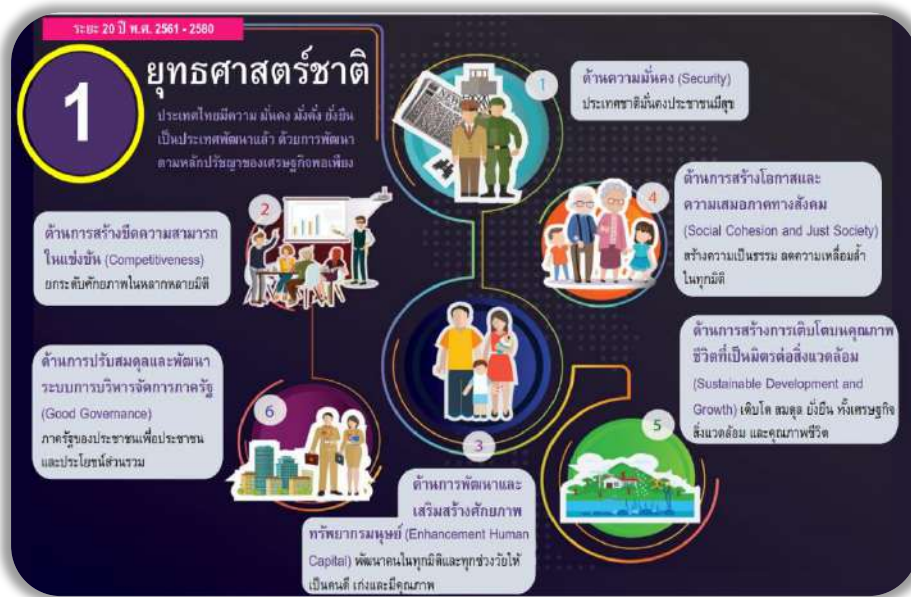 ระยะ 20 ปี พ.ศ. 2561 - 2580
1
ยุทธศาสตร์ชาติ
ประเทศไทยมีความ มั่นคง มั่งคั่ง ยั่งยืน
เป็นประเทศพัฒนาแล้ว ด้วยการพัฒนา
ตามหลักปรัชญาของเศรษฐกิจพอเพียง
1
ด้านความมั่นคง (Security)
ประเทศชาติมั่นคงประชาชนมีสุข
2
ด้านการสร้างขีดความสามารถ
ในแข่งขัน (Competitiveness)
ยกระดับศักยภาพในหลากหลายมิติ
3
ด้านการพัฒนาและ
เสริมสร้างศักยภาพ
ทรัพยากรมนุษย์ (Enhancement Human
Capital) พัฒนาคนในทุกมิติและทุกช่วงวัยให้
เป็นคนดี เก่งและมีคุณภาพ
4
ด้านการสร้างโอกาสและ
ความเสมอภาคทางสังคม
(Social Cohesion and Just Society)
สร้างความเป็นธรรม ลดความเหลื่อมล้ำ
ในทุกมิติ
5
ด้านการสร้างการเติบโตบนคุณภาพ
ชีวิตที่เป็นมิตรต่อสิ่งแวดล้อม
(Sustainable Development and
Growth) เติบโต สมดุล ยั่งยืน ทั้งเศรษฐกิจ
สิ่งแวดล้อม และคุณภาพชีวิต
6
ด้านการปรับสมดุลและพัฒนา
ระบบการบริหารจัดการภาครัฐ
(Good Governance)
ภาครัฐของประชาชนเพื่อประชาชน
และประโยชน์ส่วนรวม